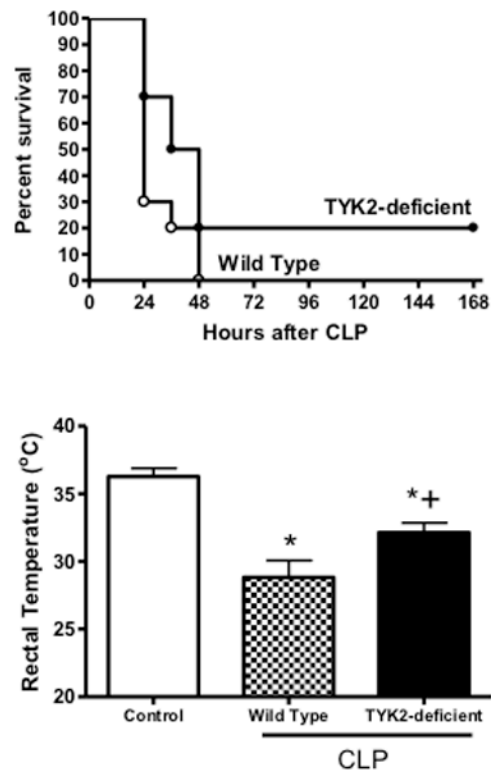 Percent survival
100
90
80
70
60
50
40
30
20
10
0
TYK2-deficient
Wild Type
0 24 48 72 96 120 144 168
Hours after CLP
Rectal Temperature (°C)
40
35
30
25
20
*
*+
Control Wild Type TYK2-deficient
CLP